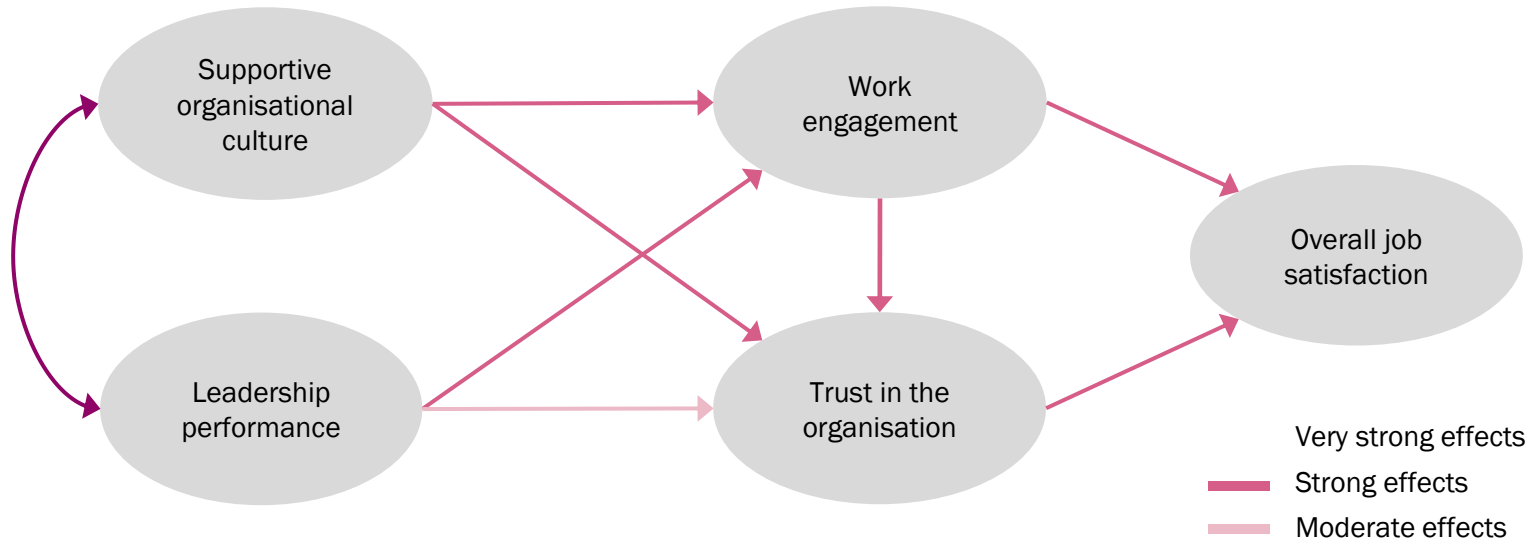 Supportive
organisational
culture
Work
engagement
Overall job
satisfaction
Leadership
performance
Trust in the
organisation
Very strong effects
Strong effects
Moderate effects